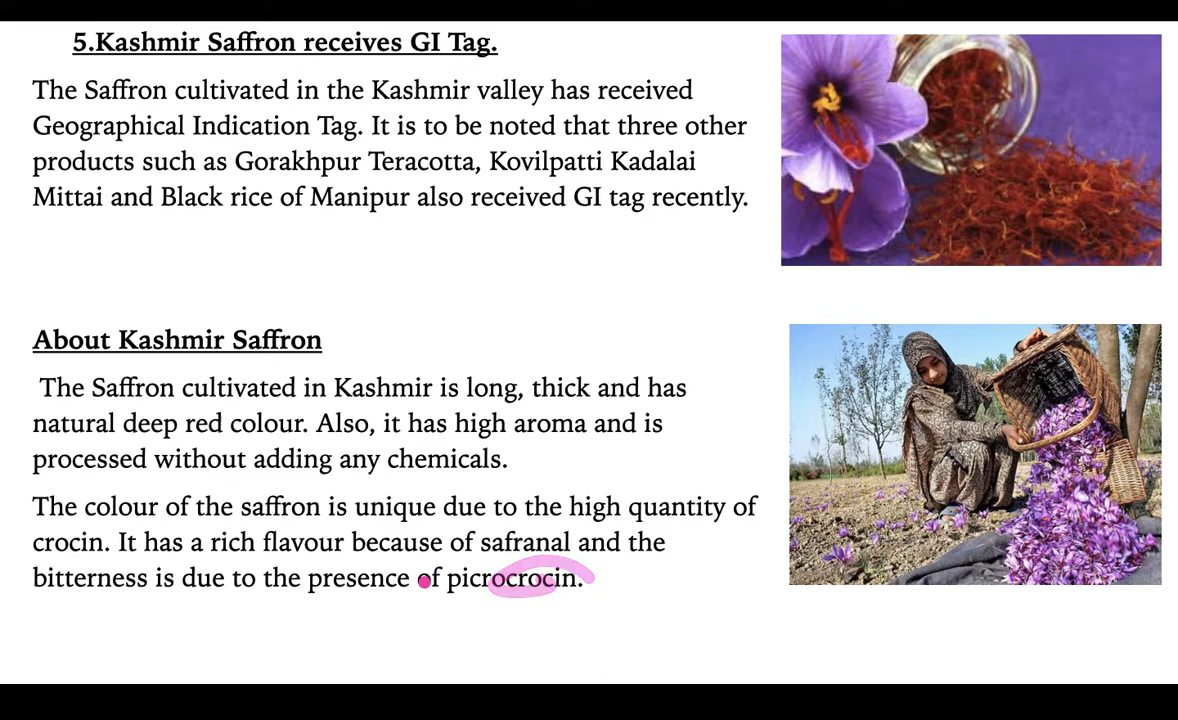 5.Kashmir Saffron receives GI Tag.
The Saffron cultivated in the Kashmir valley has received
Geographical Indication Tag. It is to be noted that three other
products such as Gorakhpur Teracotta, Kovilpatti Kadalai
Mittai and Black rice of Manipur also received GI tag recently.
About Kashmir Saffron
The Saffron cultivated in Kashmir is long, thick and has
natural deep red colour. Also, it has high aroma and is
processed without adding any chemicals.
The colour of the saffron is unique due to the high quantity of
crocin. It has a rich flavour because of safranal and the
bitterness is due to the presence of picrocrocin.